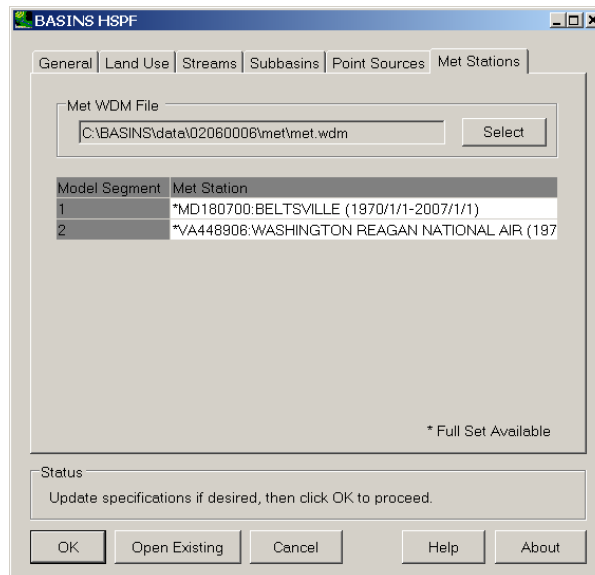 BASINS HSPF
General Land Use Streams Subbasins Point Sources Met Stations
Met WDM File
C:\BASINS\data\02060006\met\met.wdm Select
Model Segment Met Station
1 *MD180700:BELTSVILLE (1970/1/1-2007/1/1)
2 *VA448906:WASHINGTON REAGAN NATIONAL AIR (197
* Full Set Available
Status
Update specifications if desired, then click OK to proceed.
OK Open Existing Cancel Help About